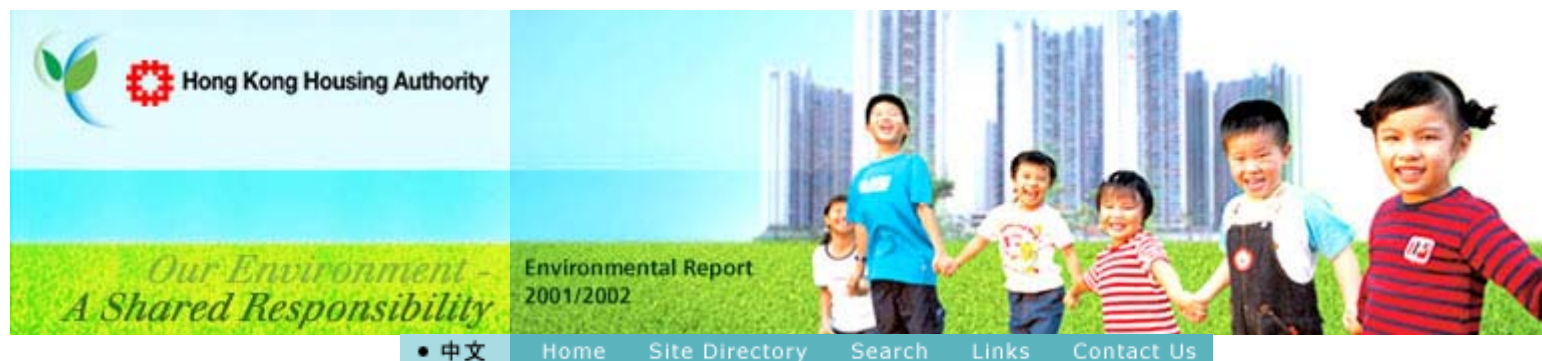 Hong Kong Housing Authority
Our Environment -
A Shared Responsibility
Environmental Report
2001/2002
• 中文 Home Site Directory Search Links Contact Us